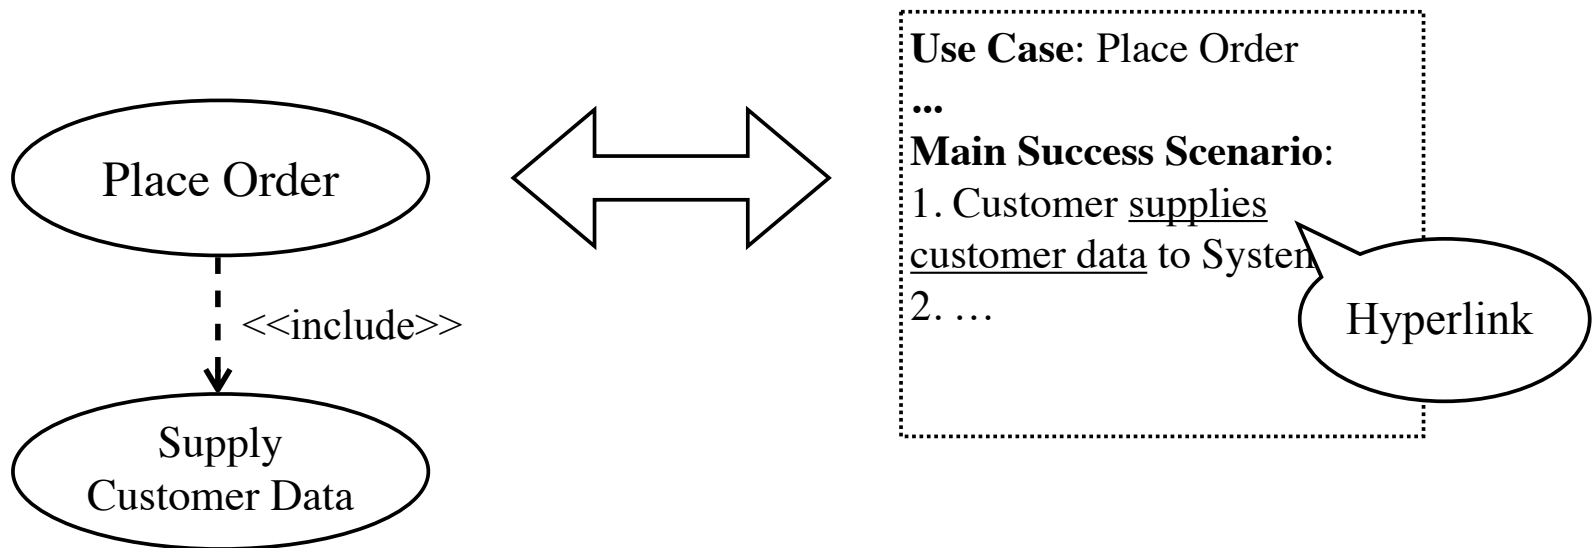 Place Order
<<include>>
Supply
Customer Data
Use Case: Place Order
...
Main Success Scenario:
1. Customer supplies
customer data to System
2. …
Hyperlink